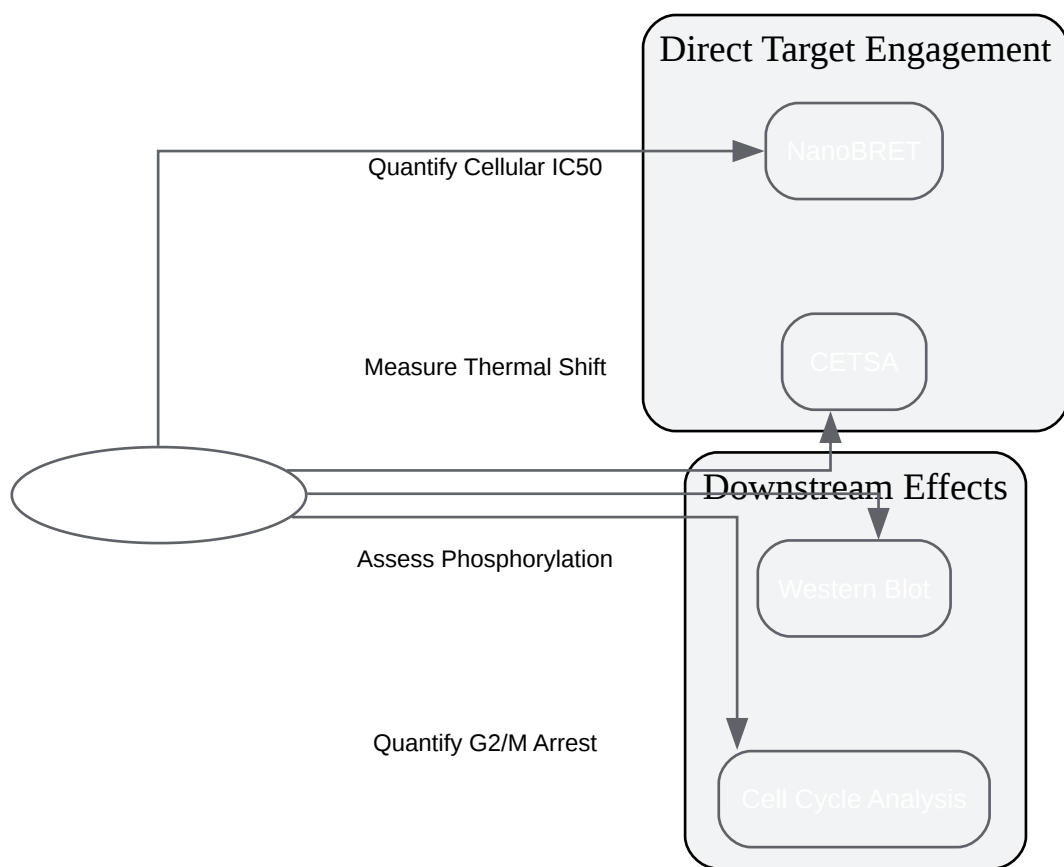 Direct Target Engagement
NanoBRET
Quantify Cellular IC50
CETSA
Measure Thermal Shift
Downstream Effects
Assess Phosphorylation
Western Blot
Quantify G2/M Arrest
Cell Cycle Analysis